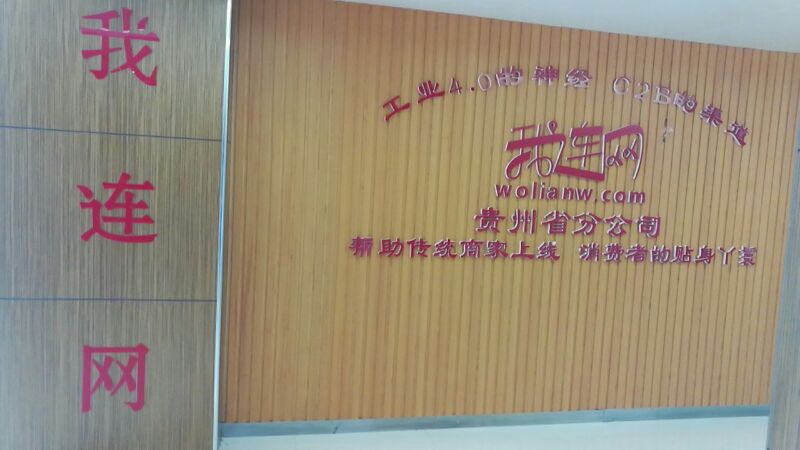 我
连
网
工业4.0的神经 C2B的渠道
我连网
wolianw.com
贵州省分公司
帮助传统商家上线 消费者的贴身丫鬟